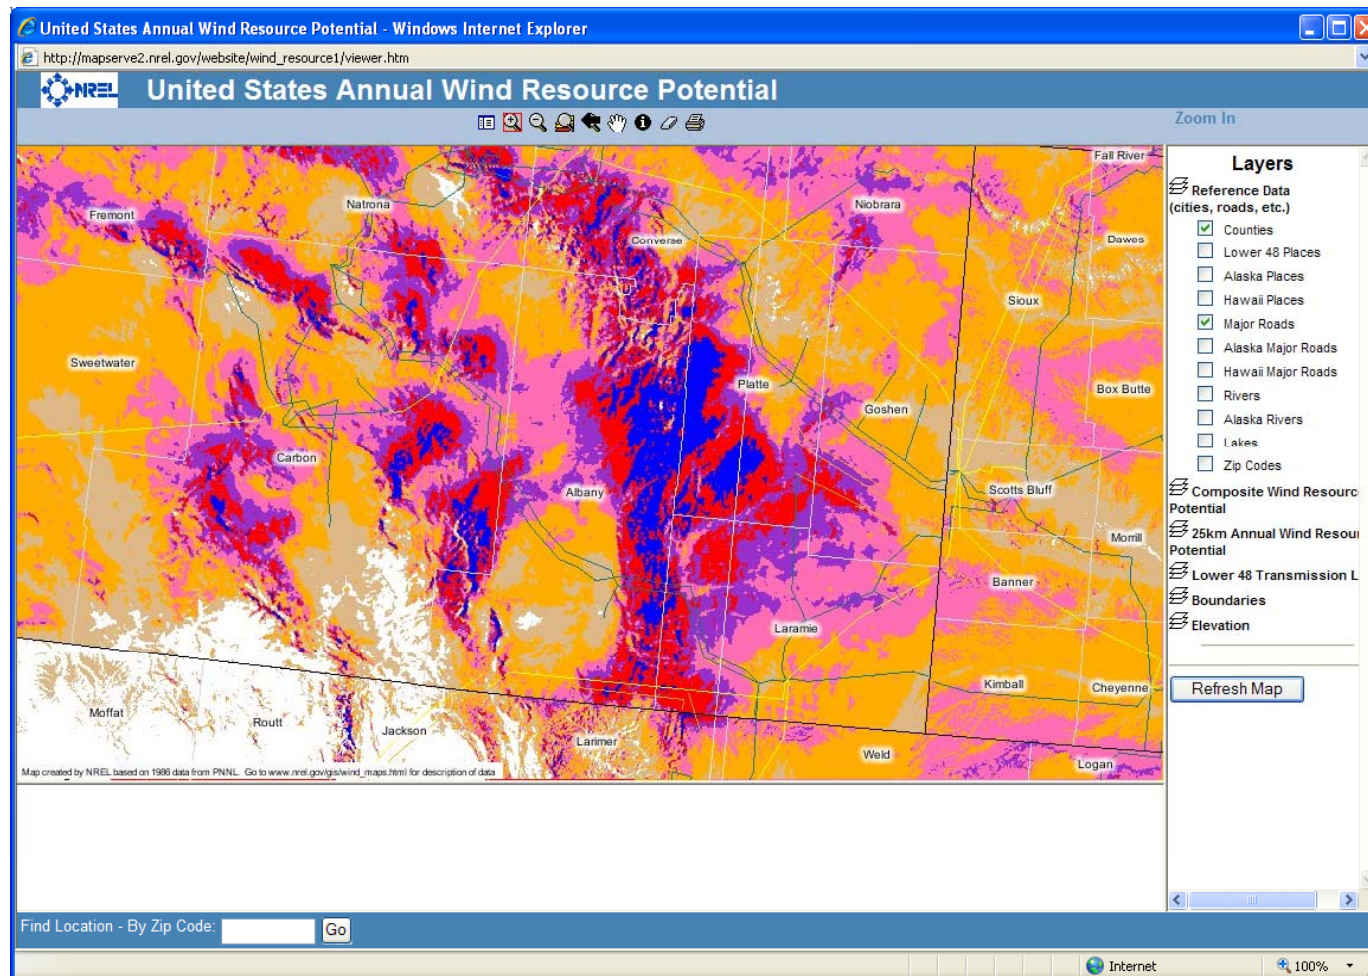 United States Annual Wind Resource Potential - Windows Internet Explorer
http://mapserve2.nrel.gov/website/wind_resource1/viewer.htm
NREL
United States Annual Wind Resource Potential
Zoom In
Fall River
Fremont
Natrona
Niobrara
Converse
Dawes
Sioux
Sweetwater
Platte
Box Butte
Goshen
Carbon
Albany
Scotts Bluff
Morrill
Banner
Laramie
Kimball
Cheyenne
Moffat
Routt
Jackson
Larimer
Weld
Logan
Map created by NREL based on 1986 data from PNNL. Go to www.nrel.gov/gis/wind_maps.html for description of data
Layers
Reference Data
(cities, roads, etc.)
Counties
Lower 48 Places
Alaska Places
Hawaii Places
Major Roads
Alaska Major Roads
Hawaii Major Roads
Rivers
Alaska Rivers
Lakes
Zip Codes
Composite Wind Resourc
Potential
25km Annual Wind Resou
Potential
Lower 48 Transmission L
Boundaries
Elevation
Refresh Map
Find Location - By Zip Code:
Go
Internet
100%